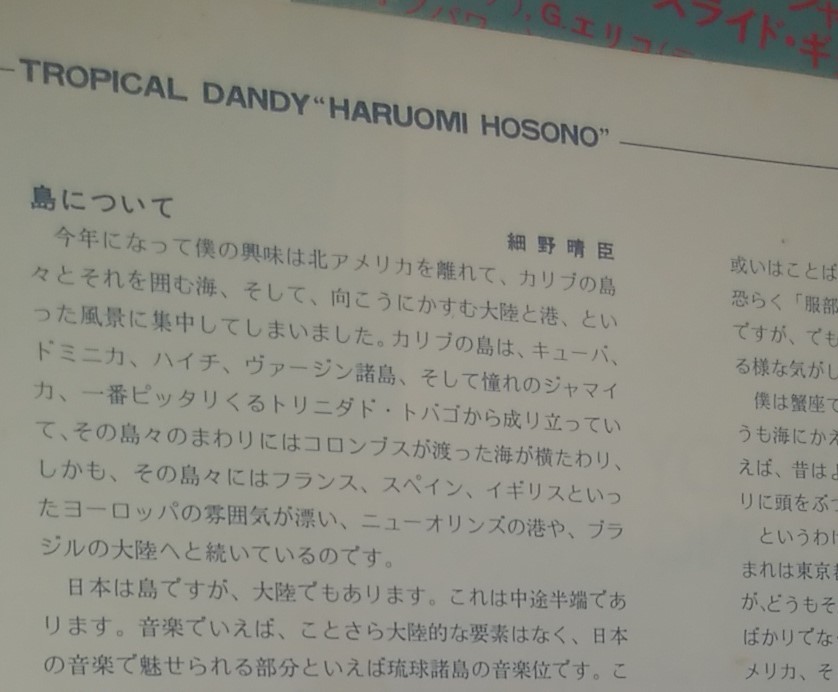 スライド・ギ
G.エリコ
TROPICAL DANDY“HARUOMI HOSONO”
島について
細野晴臣
今年になって僕の興味は北アメリカを離れて、カリブの島
々とそれを囲む海、そして、向こうにかすむ大陸と港、とい
った風景に集中してしまいました。カリブの島は、キューバ、
ドミニカ、ハイチ、ヴァージン諸島、そして憧れのジャマイ
カ、一番ピッタリくるトリニダド・トバゴから成り立ってい
て、その島々のまわりにはコロンブスが渡った海が横たわり、
しかも、その島々にはフランス、スペイン、イギリスといっ
たヨーロッパの雰囲気が漂い、ニューオリンズの港や、ブラ
ジルの大陸へと続いているのです。
日本は島ですが、大陸でもあります。これは中途半端であ
ります。音楽でいえば、ことさら大陸的な要素はなく、日本
の音楽で魅せられる部分といえば琉球諸島の音楽位です。こ
或いはことば
恐らく「服部
ですが、でも
る様な気がし
僕は蟹座で
うも海にかえ
えば、昔はよ
りに頭をぶつ
というわけ
まれは東京都
が、どうもそ
ばかりでな
メリカ、そ